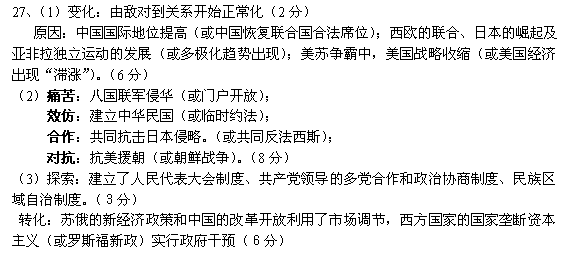 27、（1）变化：由敌对到关系开始正常化（2分）
原因：中国国际地位提高（或中国恢复联合国合法席位）；西欧的联合、日本的崛起及
亚非拉独立运动的发展（或多极化趋势出现）；美苏争霸中，美国战略收缩（或美国经济
出现“滞涨”）。（6分）
（2）痛苦：八国联军侵华（或门户开放）；
效仿：建立中华民国（或临时约法）；
合作：共同抗击日本侵略。（或共同反法西斯）；
对抗：抗美援朝（或朝鲜战争）。（8分）
（3）探索：建立了人民代表大会制度、共产党领导的多党合作和政治协商制度、民族区
域自治制度。（3分）
转化：苏俄的新经济政策和中国的改革开放利用了市场调节，西方国家的国家垄断资本
主义（或罗斯福新政）实行政府干预（6分）